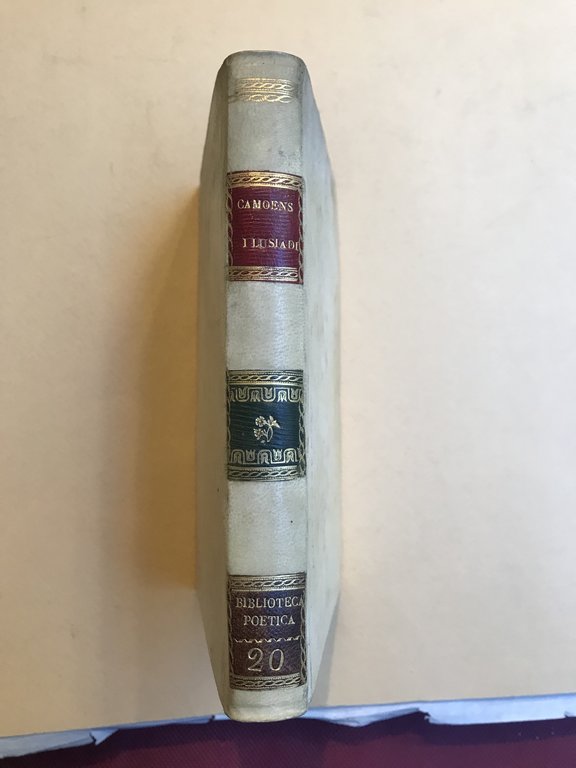 CAMOENS
I LUSIADI
BIBLIOTECA
POETICA
20